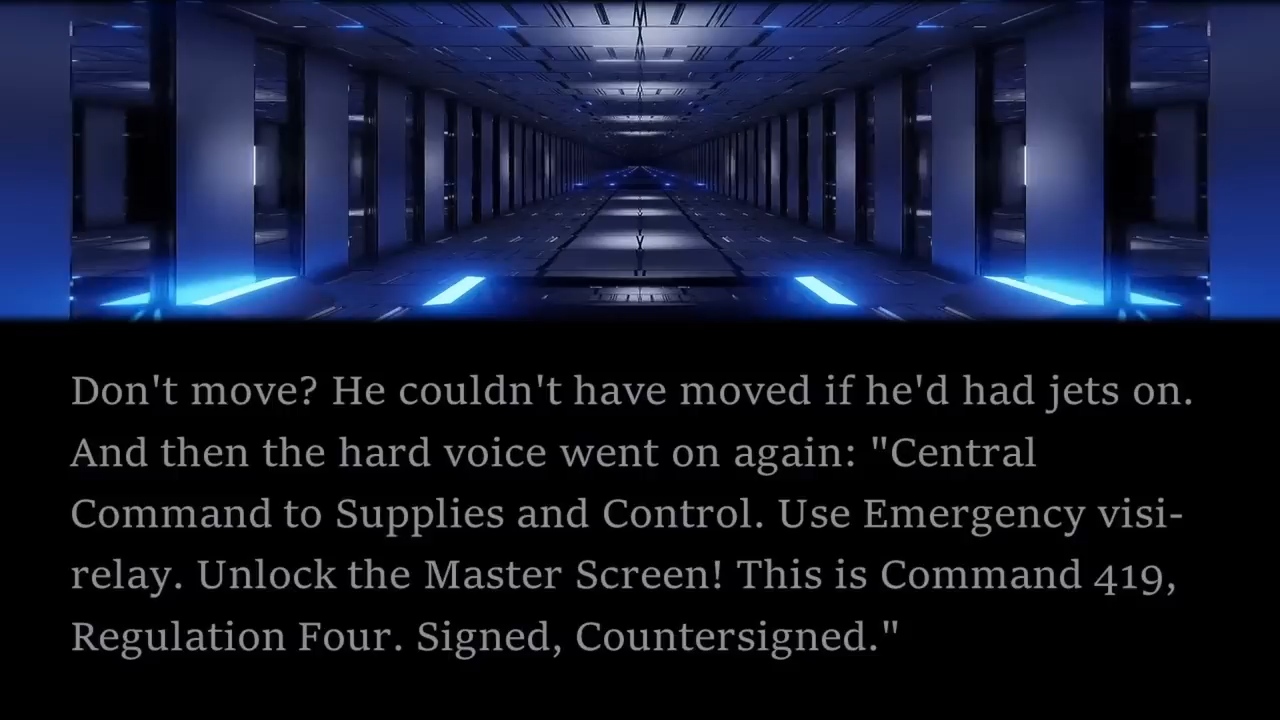 Don't move? He couldn't have moved if he'd had jets on.
And then the hard voice went on again: "Central
Command to Supplies and Control. Use Emergency visi-
relay. Unlock the Master Screen! This is Command 419,
Regulation Four. Signed, Countersigned."